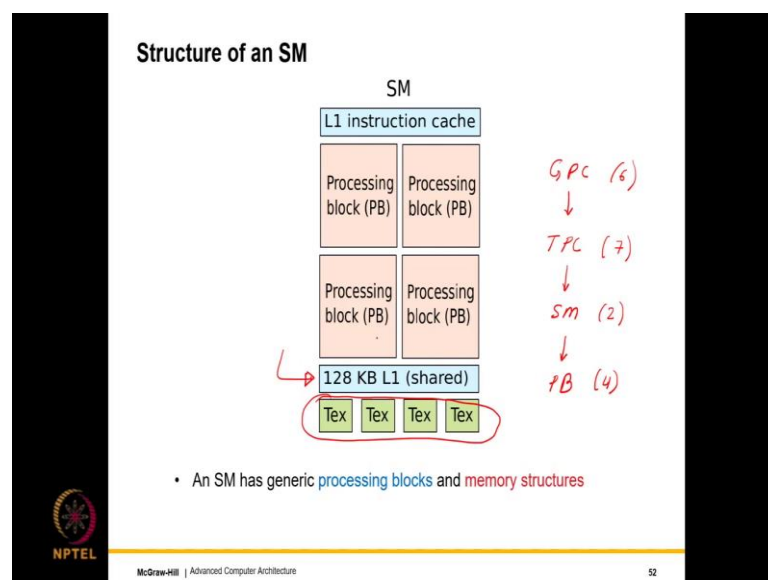 Structure of an SM
SM
L1 instruction cache
Processing block (PB)
Processing block (PB)
Processing block (PB)
Processing block (PB)
128 KB L1 (shared)
Tex Tex Tex Tex
GPC (6)
TPC (7)
SM (2)
PB (4)
• An SM has generic processing blocks and memory structures
NPTEL
McGraw-Hill | Advanced Computer Architecture
52